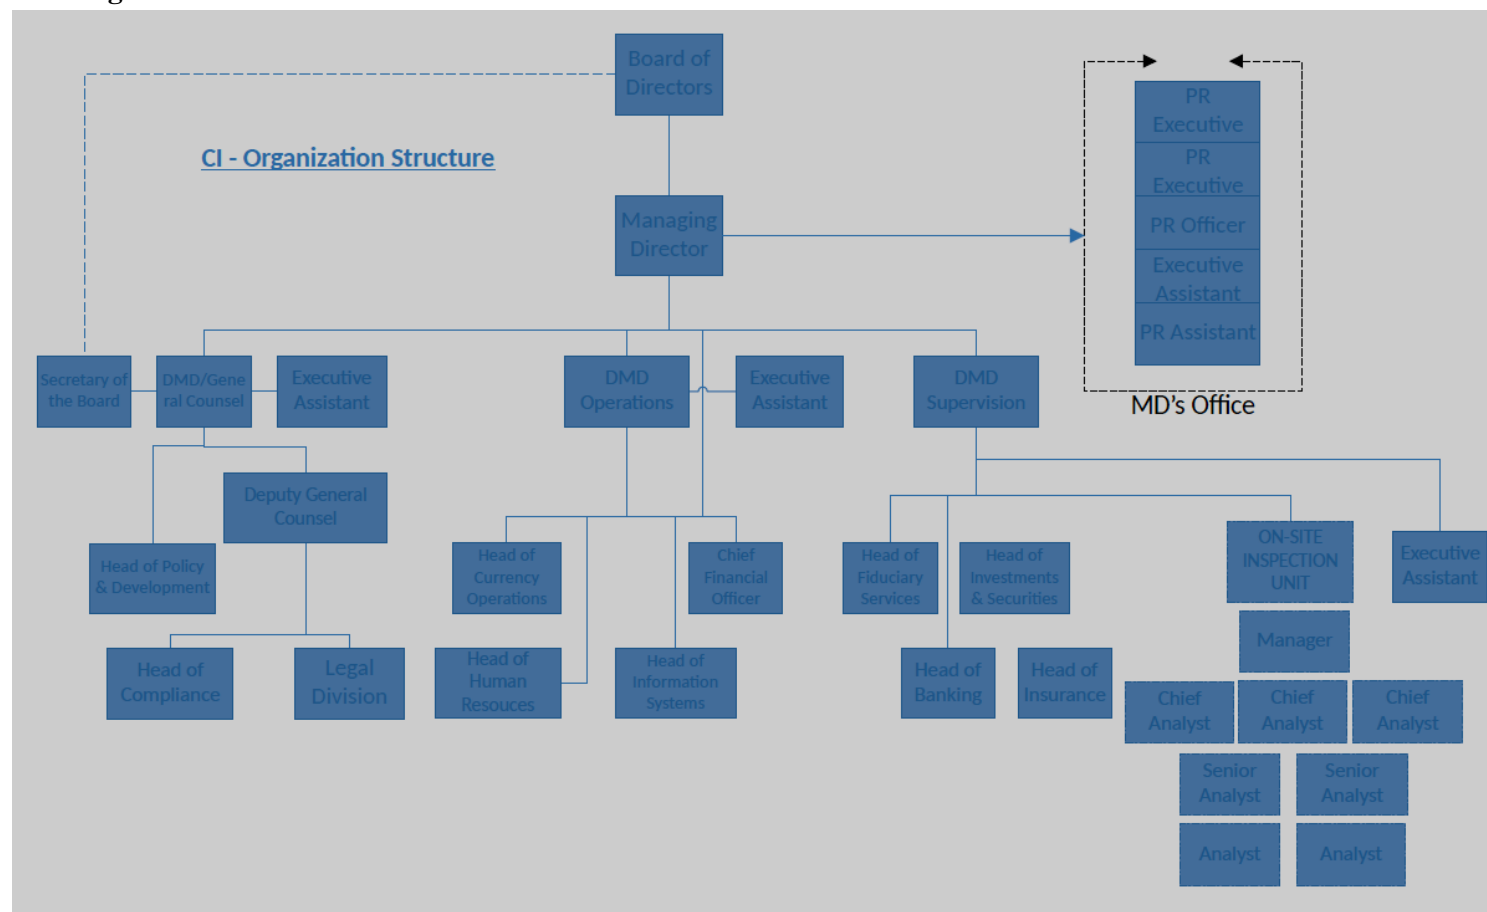 Board of
Directors
CI - Organization Structure
Managing
Director
PR
Executive
PR
Executive
PR Officer
Executive
Assistant
PR Assistant
MD's Office
Secretary of
the Board
DMD/Gene
ral Counsel
Executive
Assistant
DMD
Operations
Executive
Assistant
DMD
Supervision
Deputy General
Counsel
Head of Policy
& Development
Head of
Compliance
Legal
Division
Head of
Currency
Operations
Chief
Financial
Officer
Head of
Human
Resouces
Head of
Information
Systems
Head of
Fiduciary
Services
Head of
Investments
& Securities
Head of
Banking
Head of
Insurance
ON-SITE
INSPECTION
UNIT
Executive
Assistant
Manager
Chief
Analyst
Chief
Analyst
Chief
Analyst
Senior
Analyst
Senior
Analyst
Analyst
Analyst